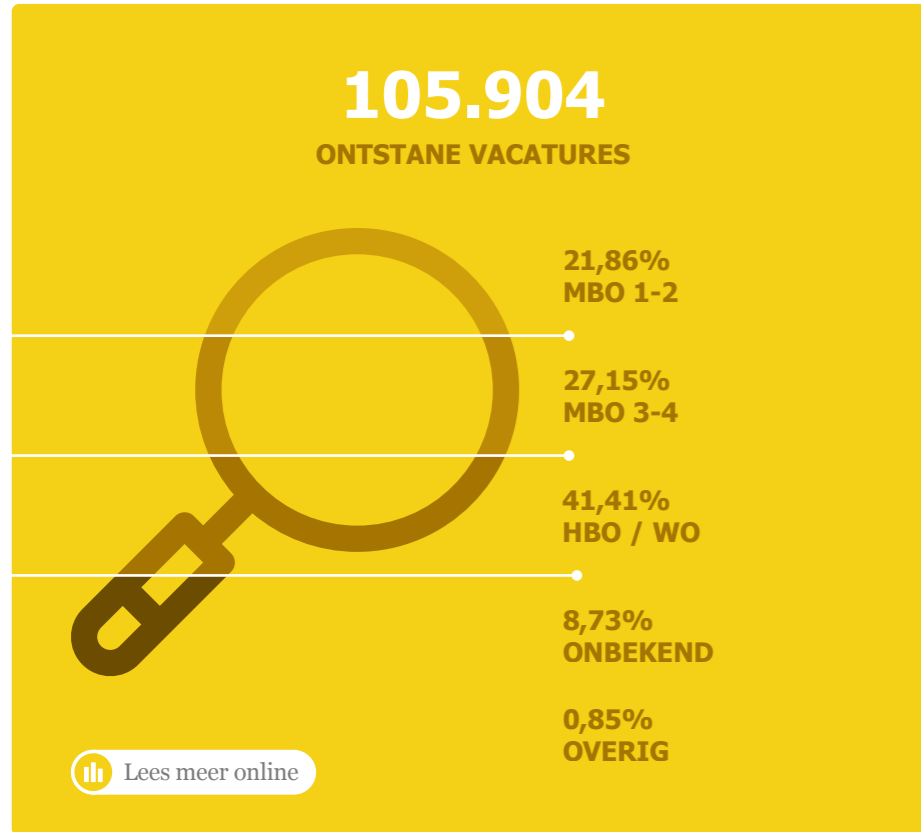 105.904
ONTSTANE VACATURES
21,86%
MBO 1-2
27,15%
MBO 3-4
41,41%
HBO / WO
8,73%
ONBEKEND
0,85%
OVERIG
Lees meer online